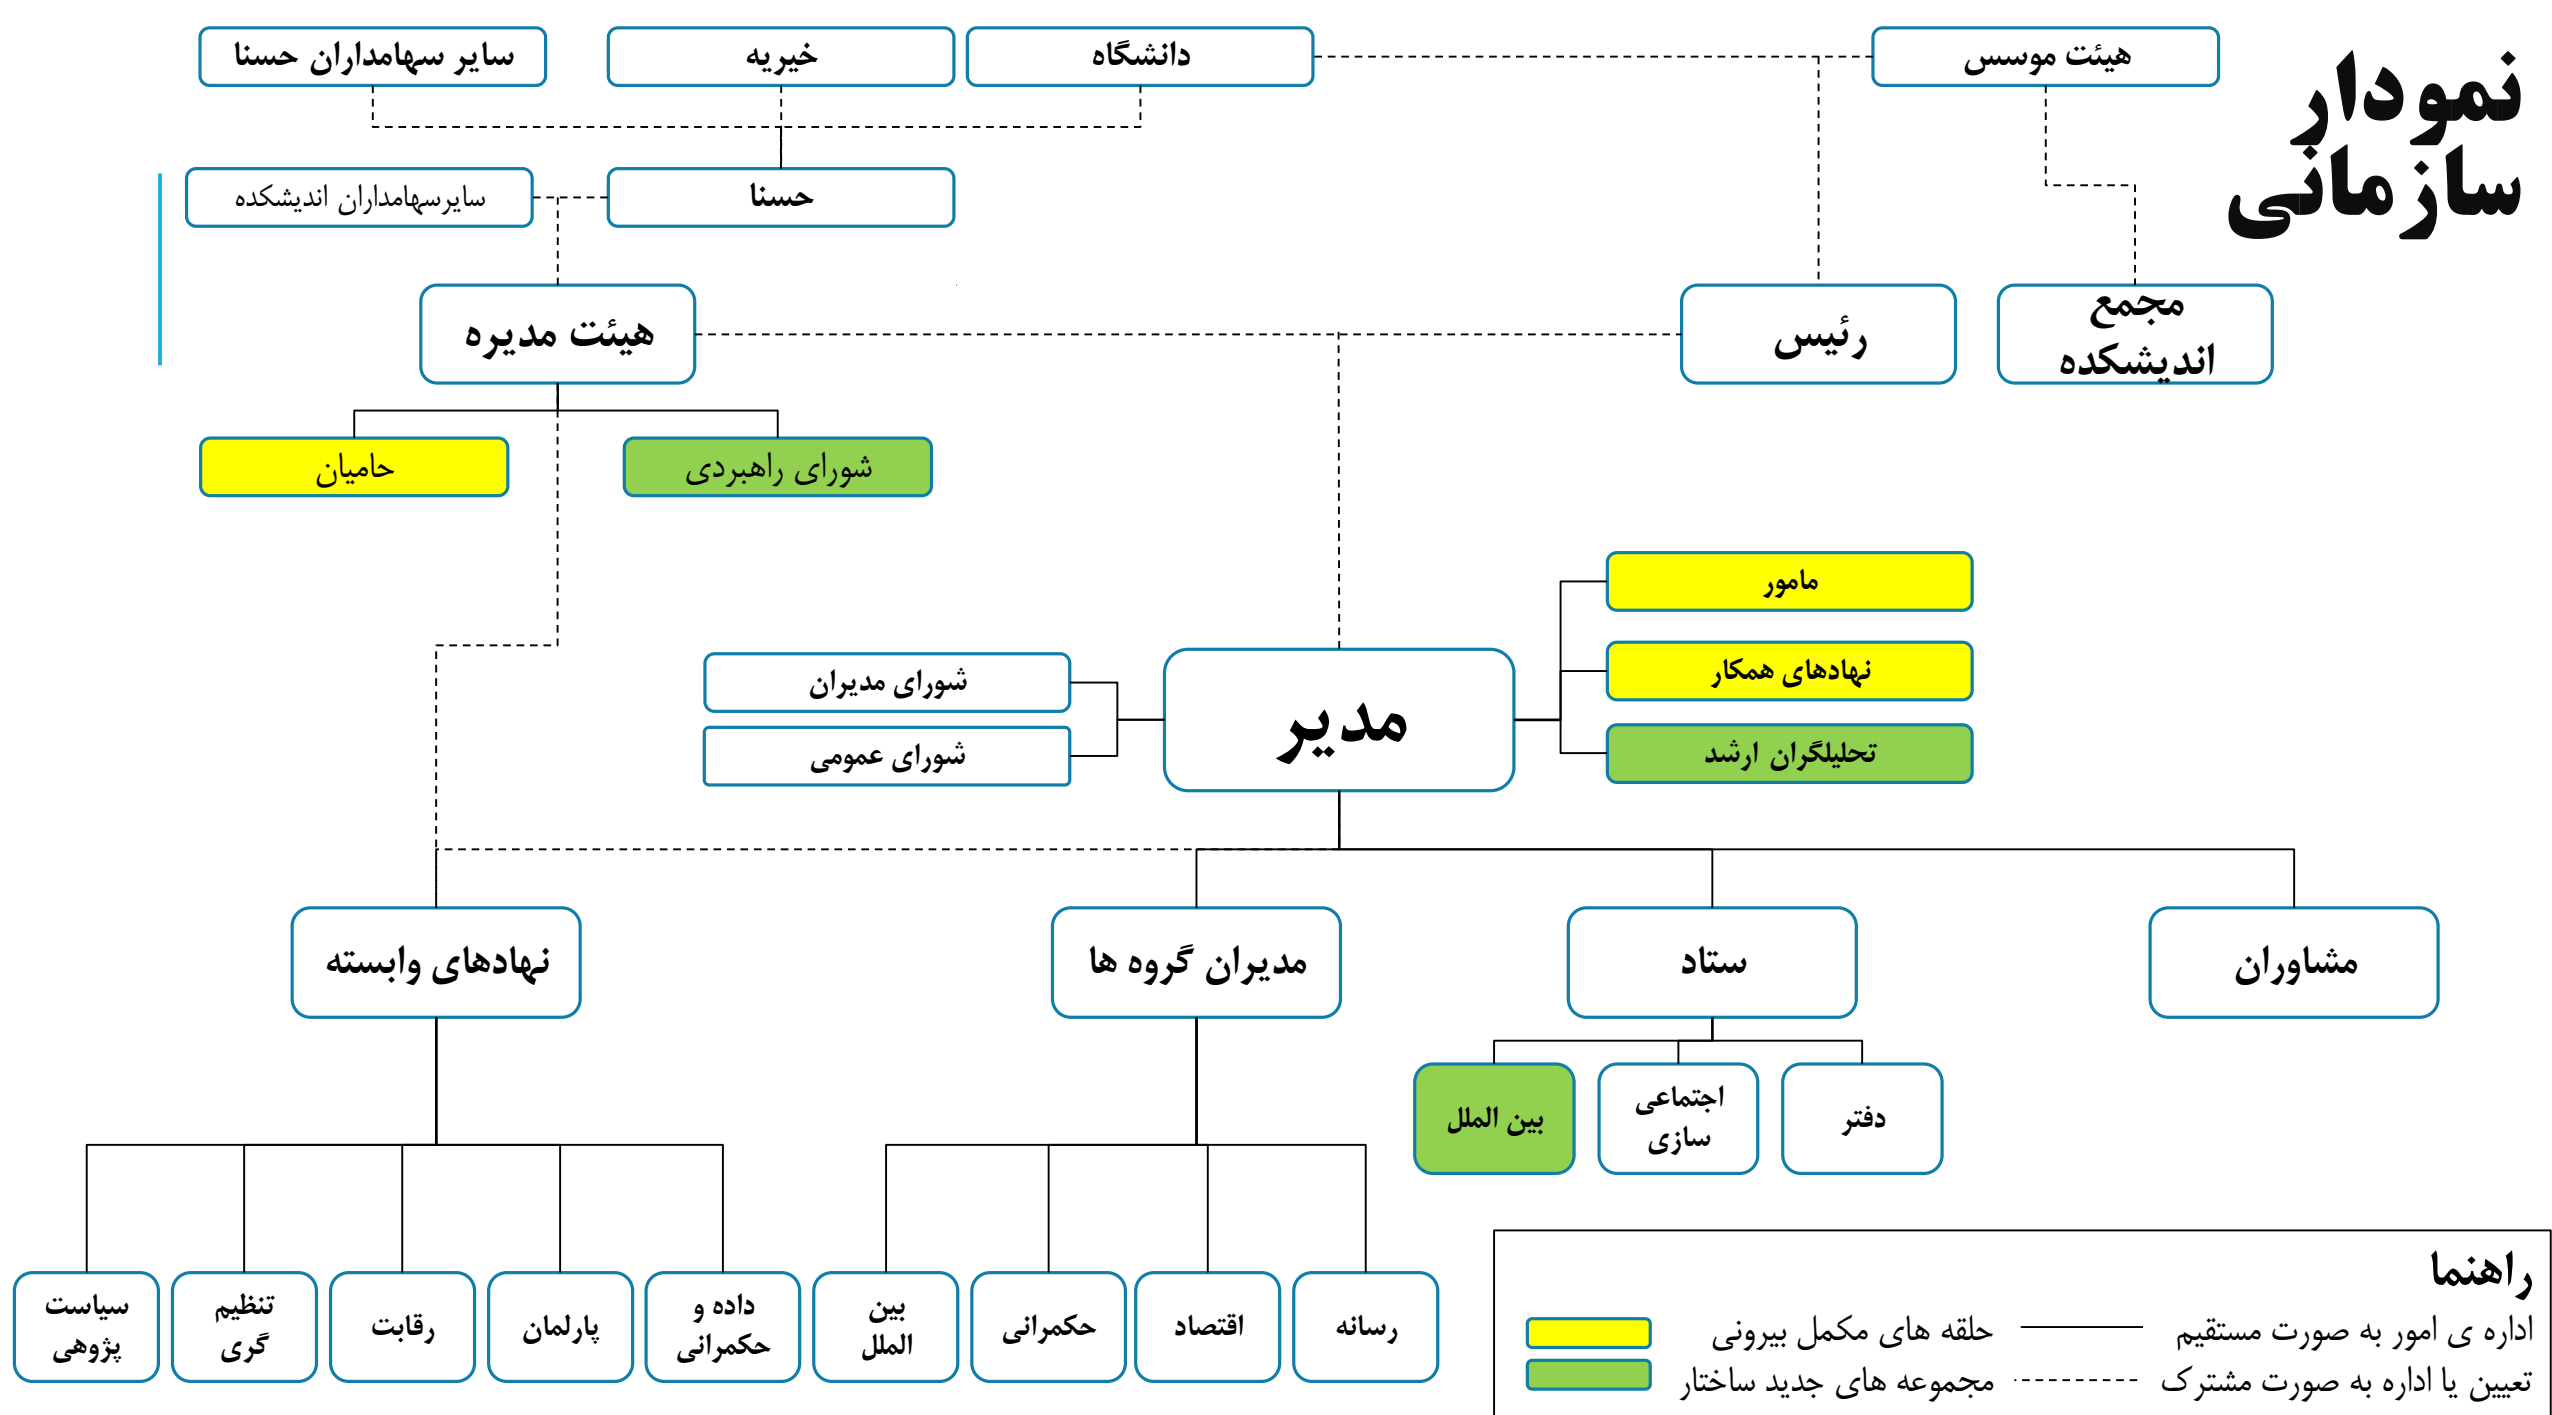 نمودار
سازمانی
هیئت موسس
دانشگاه
خیریه
سایر سهامداران حسنا
حسنا
سایرسهامداران اندیشکده
مجمع
اندیشکده
رئیس
هیئت مدیره
شورای راهبردی
حامیان
مامور
نهادهای همکار
تحلیلگران ارشد
مدیر
شورای مدیران
شورای عمومی
مشاوران
ستاد
مدیران گروه ها
نهادهای وابسته
دفتر
اجتماعی
سازی
بین الملل
رسانه
اقتصاد
حکمرانی
بین
الملل
داده و
حکمرانی
پارلمان
رقابت
تنظیم
گری
سیاست
پژوهی
راهنما
اداره ی امور به صورت مستقیم
حلقه های مکمل بیرونی
تعیین یا اداره به صورت مشترک
مجموعه های جدید ساختار